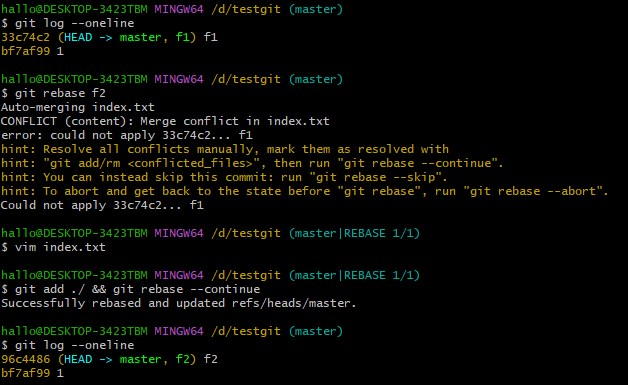 hallo@DESKTOP-3423TBM MINGW64 /d/testgit (master)
$ git log --oneline
33c74c2 (HEAD -> master, f1) f1
bf7af99 1
hallo@DESKTOP-3423TBM MINGW64 /d/testgit (master)
$ git rebase f2
Auto-merging index.txt
CONFLICT (content): Merge conflict in index.txt
error: could not apply 33c74c2... f1
hint: Resolve all conflicts manually, mark them as resolved with
hint: "git add/rm <conflicted_files>", then run "git rebase --continue".
hint: You can instead skip this commit: run "git rebase --skip".
hint: To abort and get back to the state before "git rebase", run "git rebase --abort".
Could not apply 33c74c2... f1
hallo@DESKTOP-3423TBM MINGW64 /d/testgit (master|REBASE 1/1)
$ vim index.txt
hallo@DESKTOP-3423TBM MINGW64 /d/testgit (master|REBASE 1/1)
$ git add ./ && git rebase --continue
Successfully rebased and updated refs/heads/master.
hallo@DESKTOP-3423TBM MINGW64 /d/testgit (master)
$ git log --oneline
96c4486 (HEAD -> master, f2) f2
bf7af99 1